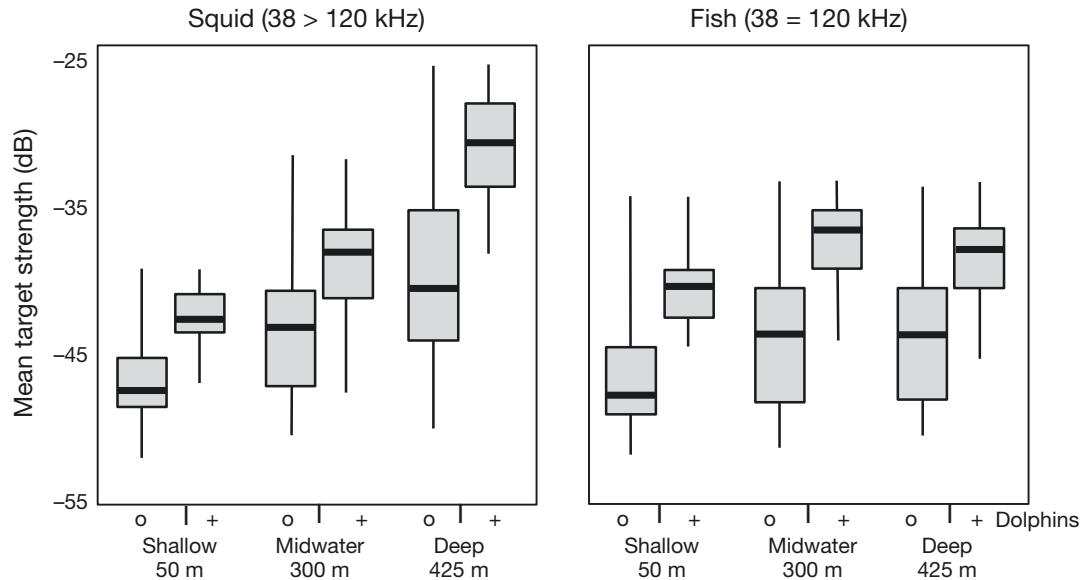 Squid (38 > 120 kHz)
Fish (38 = 120 kHz)
Mean target strength (dB)
–25
–35
–45
–55
o + o + o +
o + o + o + Dolphins
Shallow Midwater Deep
50 m 300 m 425 m
Shallow Midwater Deep
50 m 300 m 425 m